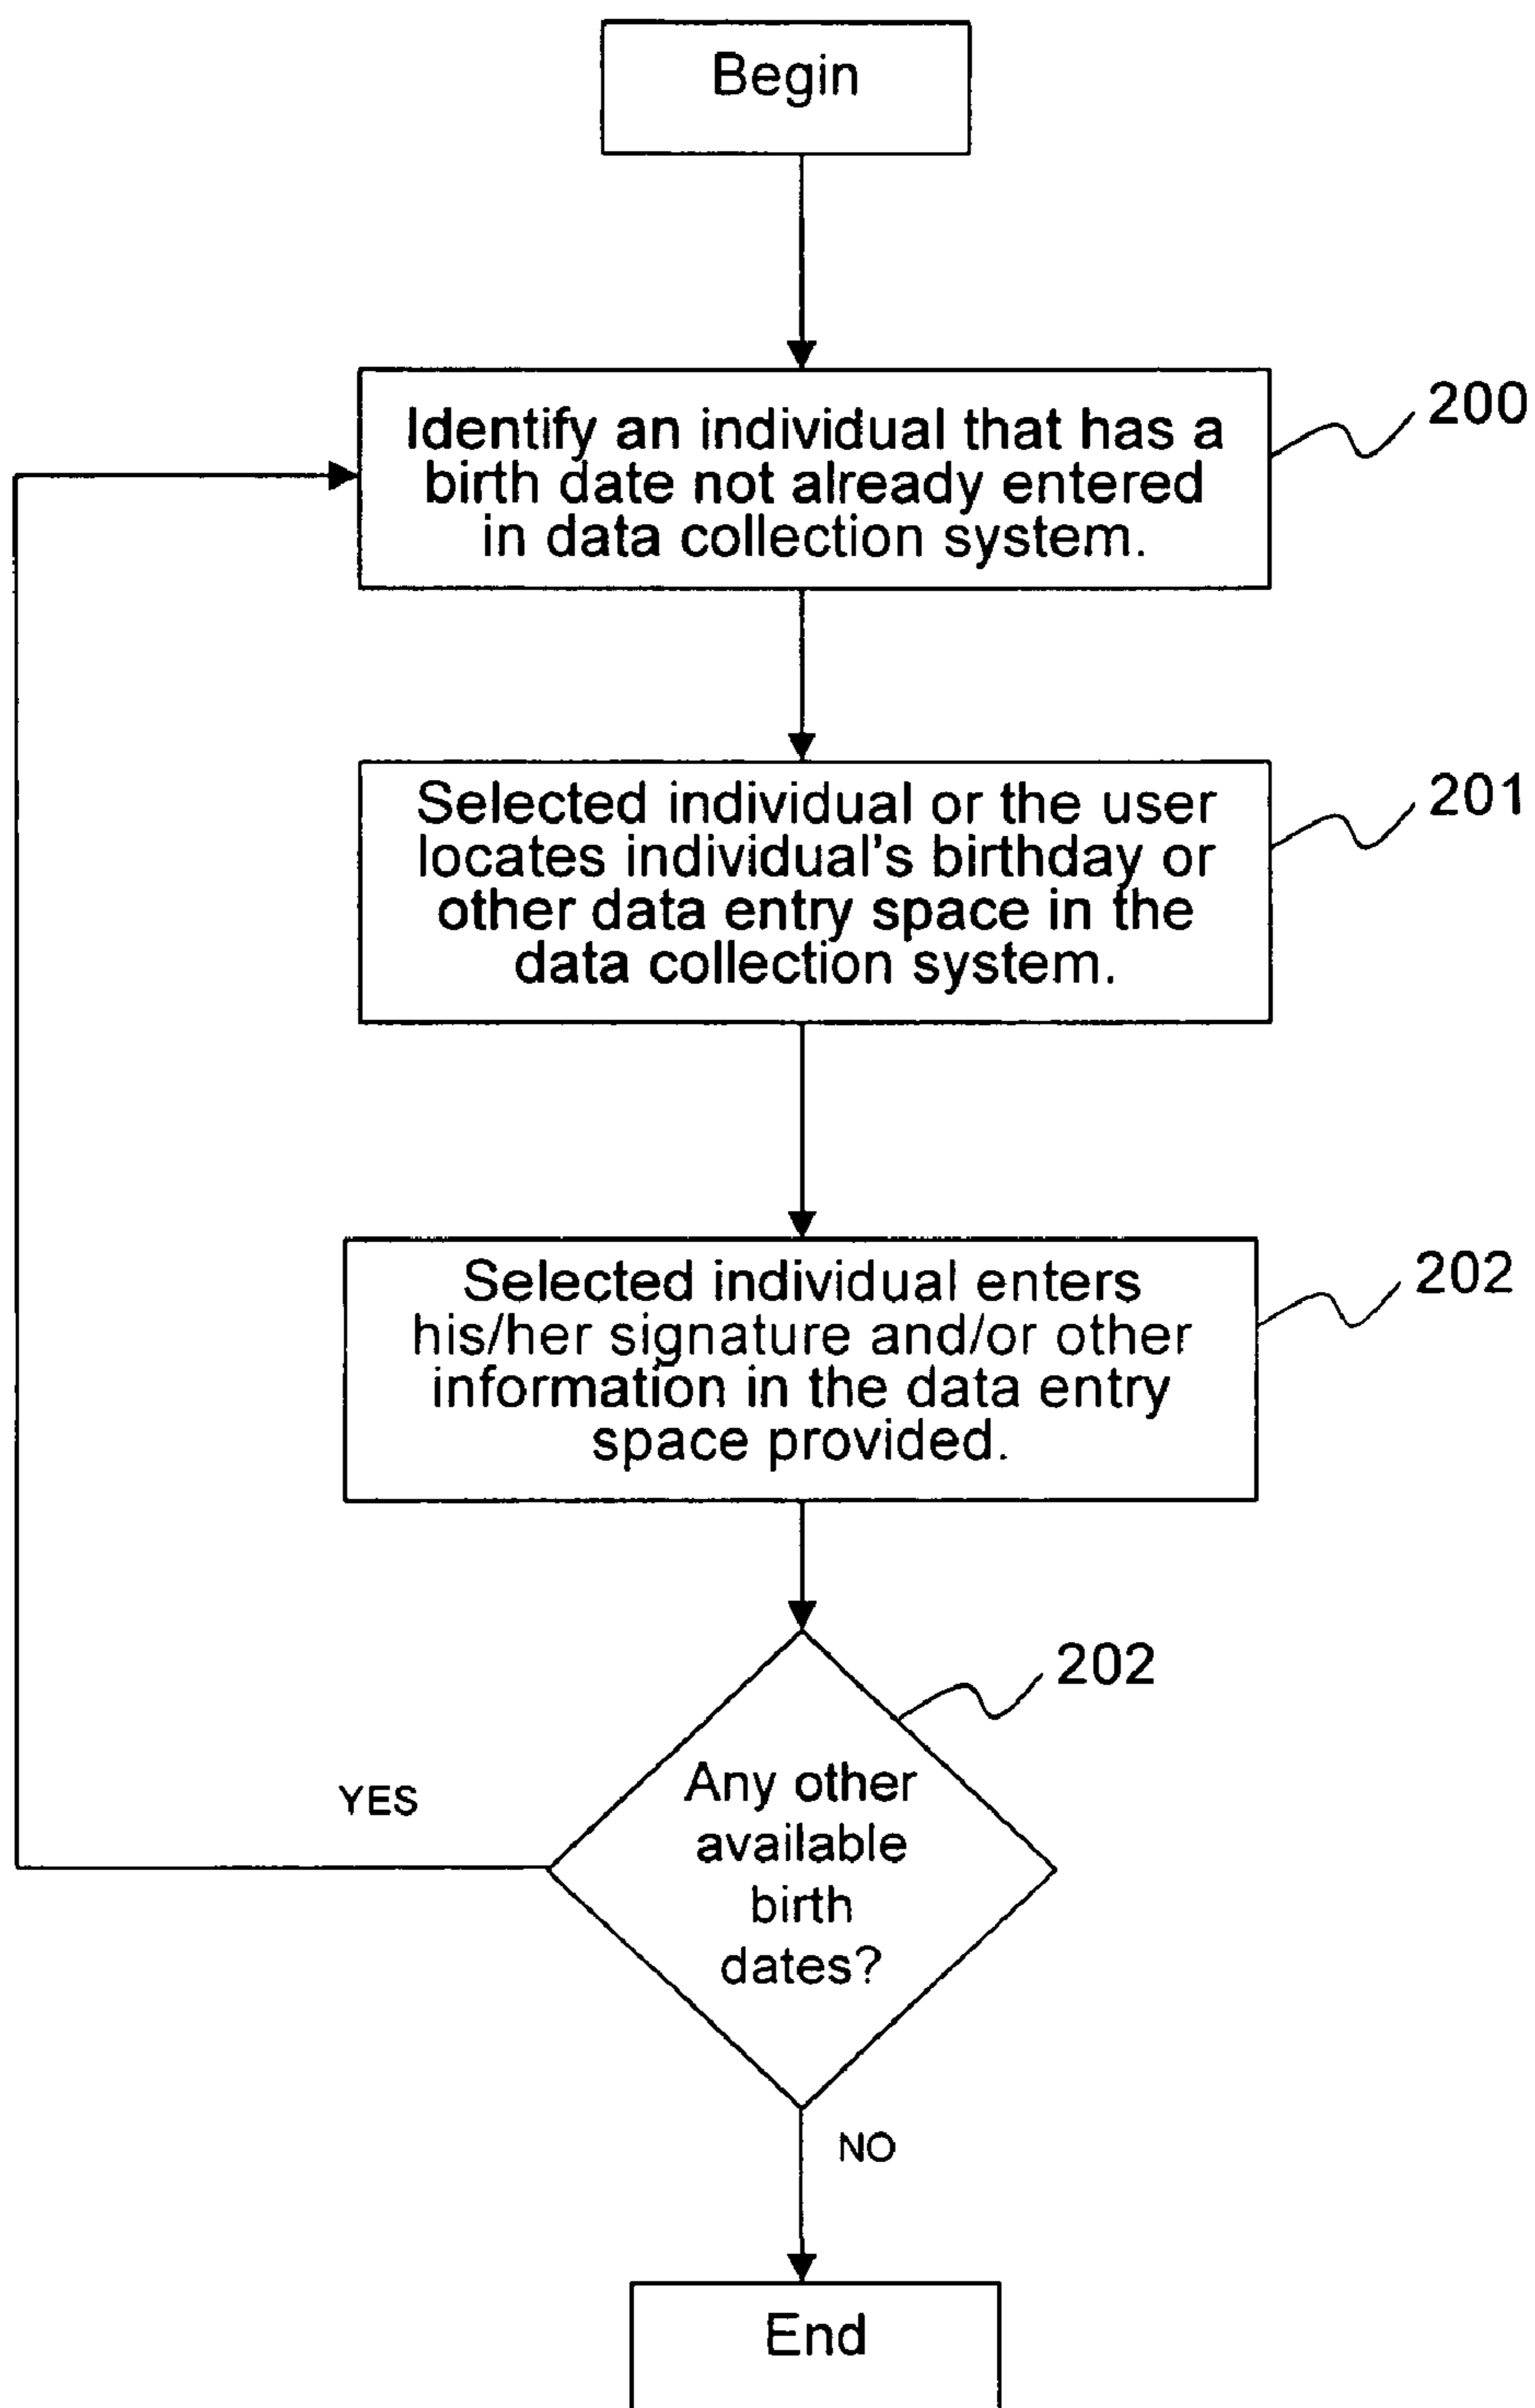 Begin
Identify an individual that has a
birth date not already entered
in data collection system.
200
Selected individual or the user
locates individual's birthday or
other data entry space in the
data collection system.
201
Selected individual enters
his/her signature and/or other
information in the data entry
space provided.
202
202
Any other
available
birth
dates?
YES
NO
End